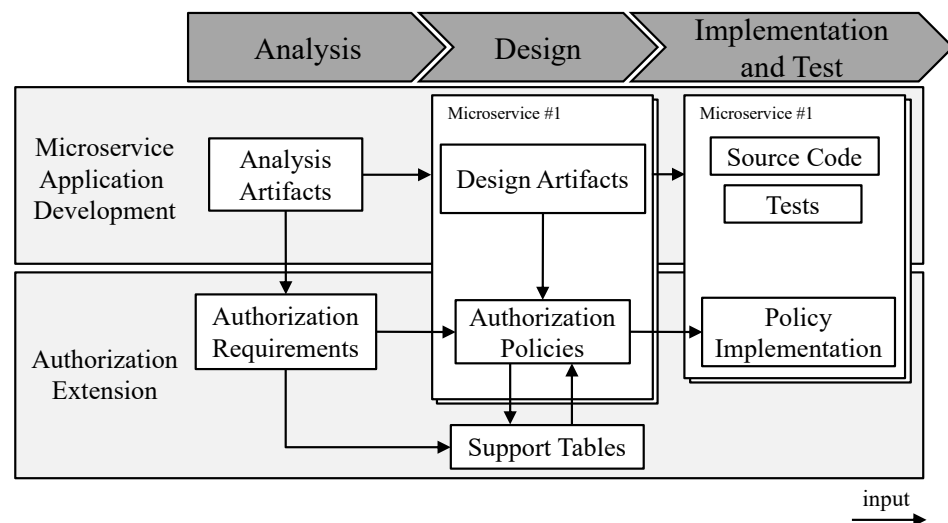 Analysis
Design
Implementation
and Test
Microservice
Application
Development
Analysis
Artifacts
Microservice #1
Design Artifacts
Microservice #1
Source Code
Tests
Authorization
Extension
Authorization
Requirements
Authorization
Policies
Policy
Implementation
Support Tables
input